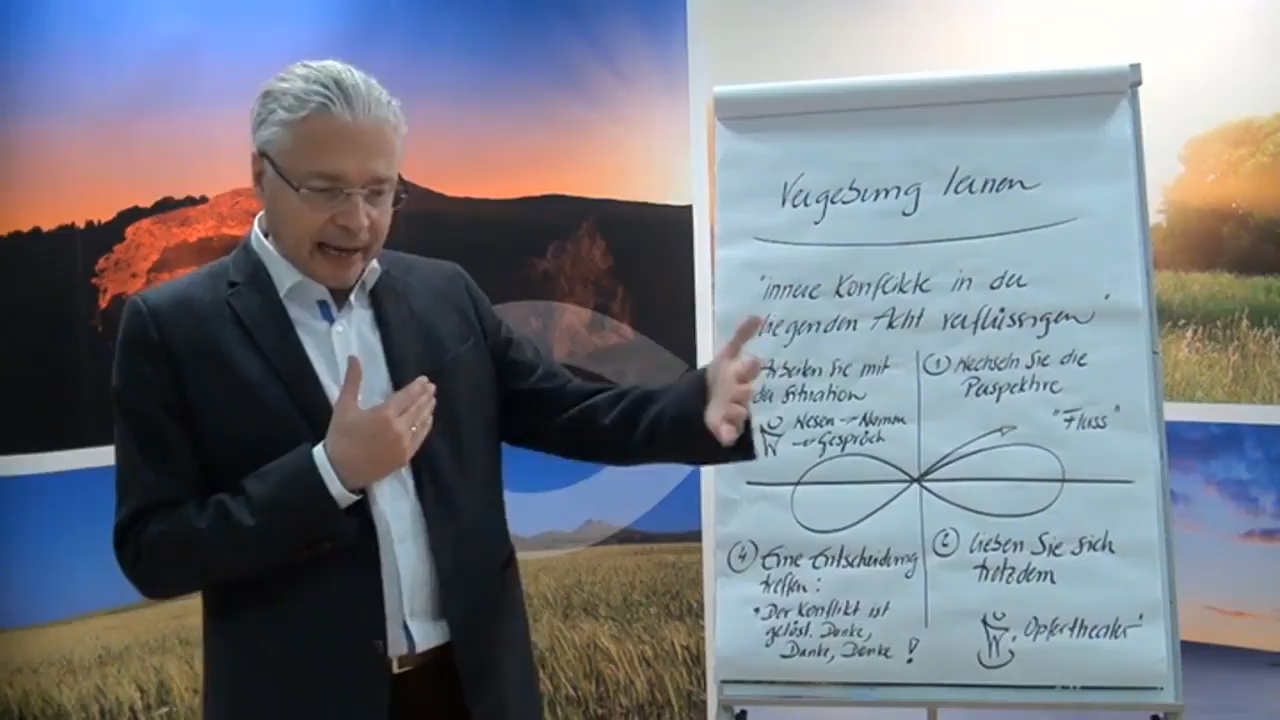 Vergebung lernen
"innere Konflikte in der
liegenden Acht verflüssigen"
Arbeiten Sie mit
der Situation
Wesen → Namen
→ Gespräch
① Wechseln Sie die
Perspektive
"Fluss"
④ Eine Entscheidung
treffen:
"Der Konflikt ist
gelöst. Danke,
Danke, Danke!
② Lieben Sie sich
trotzdem
"Opfertheater"